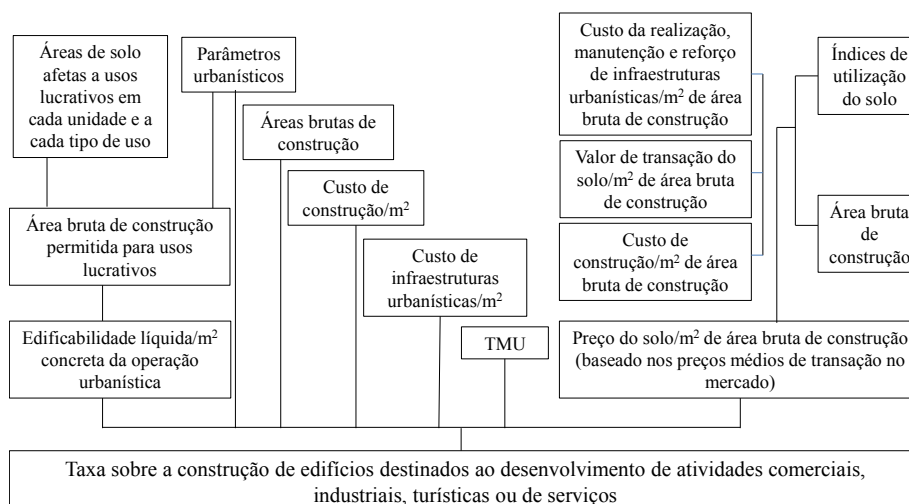 Áreas de solo
afetas a usos
lucrativos em
cada unidade e a
cada tipo de uso
Parâmetros
urbanísticos
Áreas brutas de
construção
Custo de
construção/m²
Custo de
infraestruturas
urbanísticas/m²
TMU
Área bruta de construção
permitida para usos
lucrativos
Edificabilidade líquida/m²
concreta da operação
urbanística
Custo da realização,
manutenção e reforço
de infraestruturas
urbanísticas/m² de área
bruta de construção
Valor de transação do
solo/m² de área bruta
de construção
Custo de
construção/m² de área
bruta de construção
Índices de
utilização
do solo
Área bruta
de
construção
Preço do solo/m² de área bruta de construção
(baseado nos preços médios de transação no
mercado)
Taxa sobre a construção de edifícios destinados ao desenvolvimento de atividades comerciais,
industriais, turísticas ou de serviços